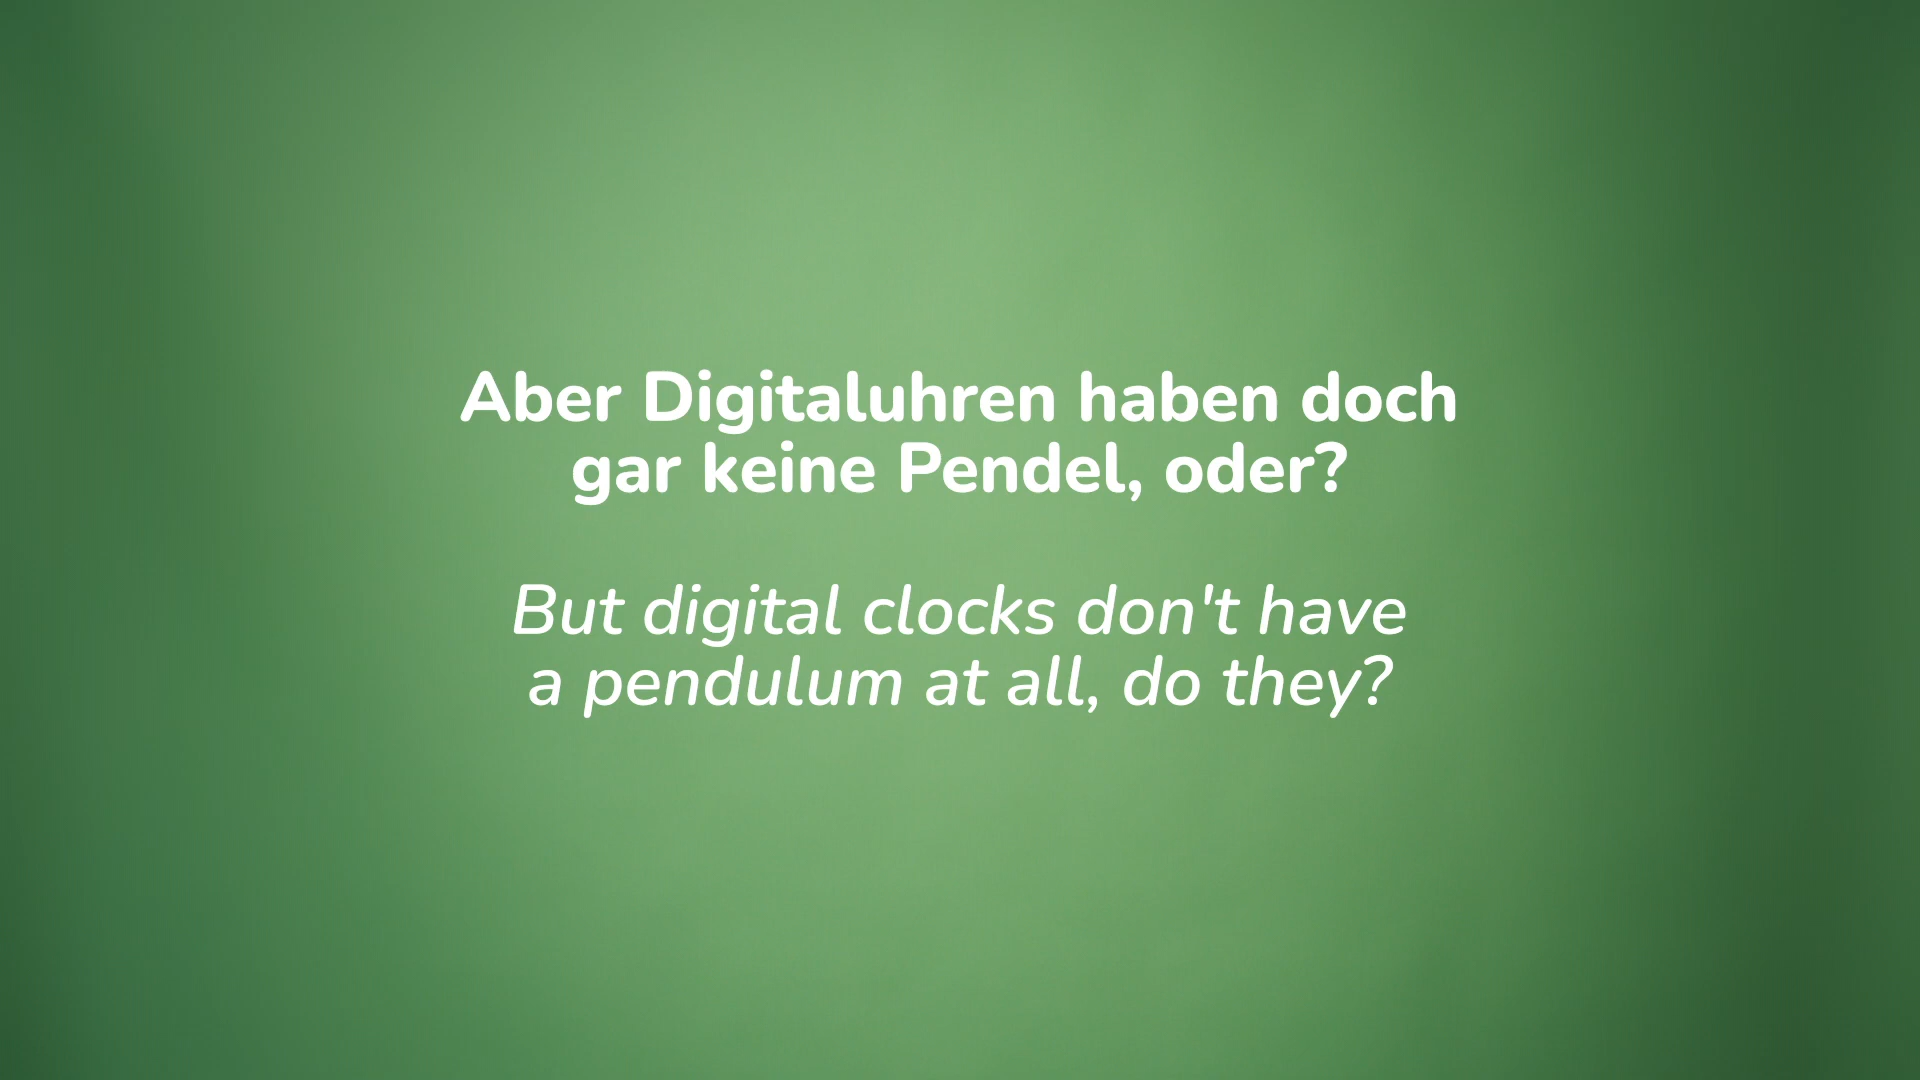 Aber Digitaluhren haben doch
gar keine Pendel, oder?
But digital clocks don't have
a pendulum at all, do they?